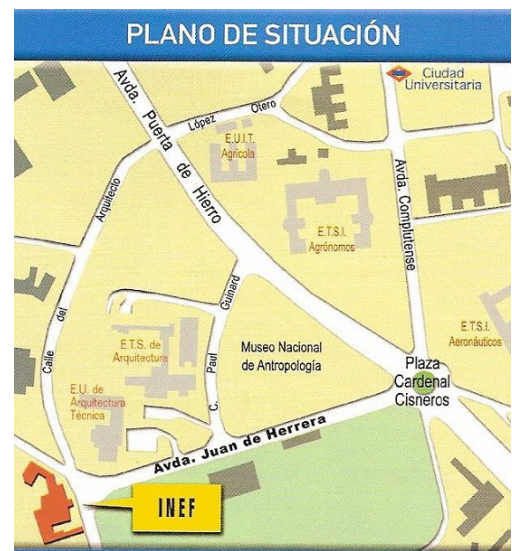 PLANO DE SITUACIÓN
Ciudad
Universitaria
Avda. Puerta de Hierro
López Otero
E.U.I.T.
Agrícola
Arquitecto
Avda. Complutense
E.T.S.I.
Agrónomos
Guinard
E.T.S. de
Arquitectura
Museo Nacional
de Antropología
E.T.S.I.
Aeronáuticos
Calle del
Paul
Plaza
Cardenal
Cisneros
E.U. de
Arquitectura
Técnica
C.
Avda. Juan de Herrera
INEF